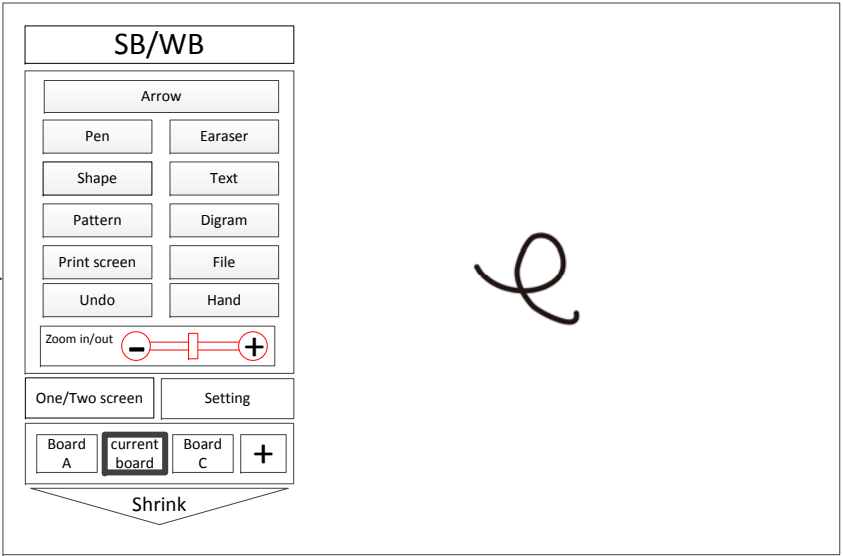 SB/WB
Arrow
Pen
Earaser
Shape
Text
Pattern
Digram
Print screen
File
Undo
Hand
Zoom in/out
-
+
One/Two screen
Setting
Board
A
current
board
Board
C
+
Shrink